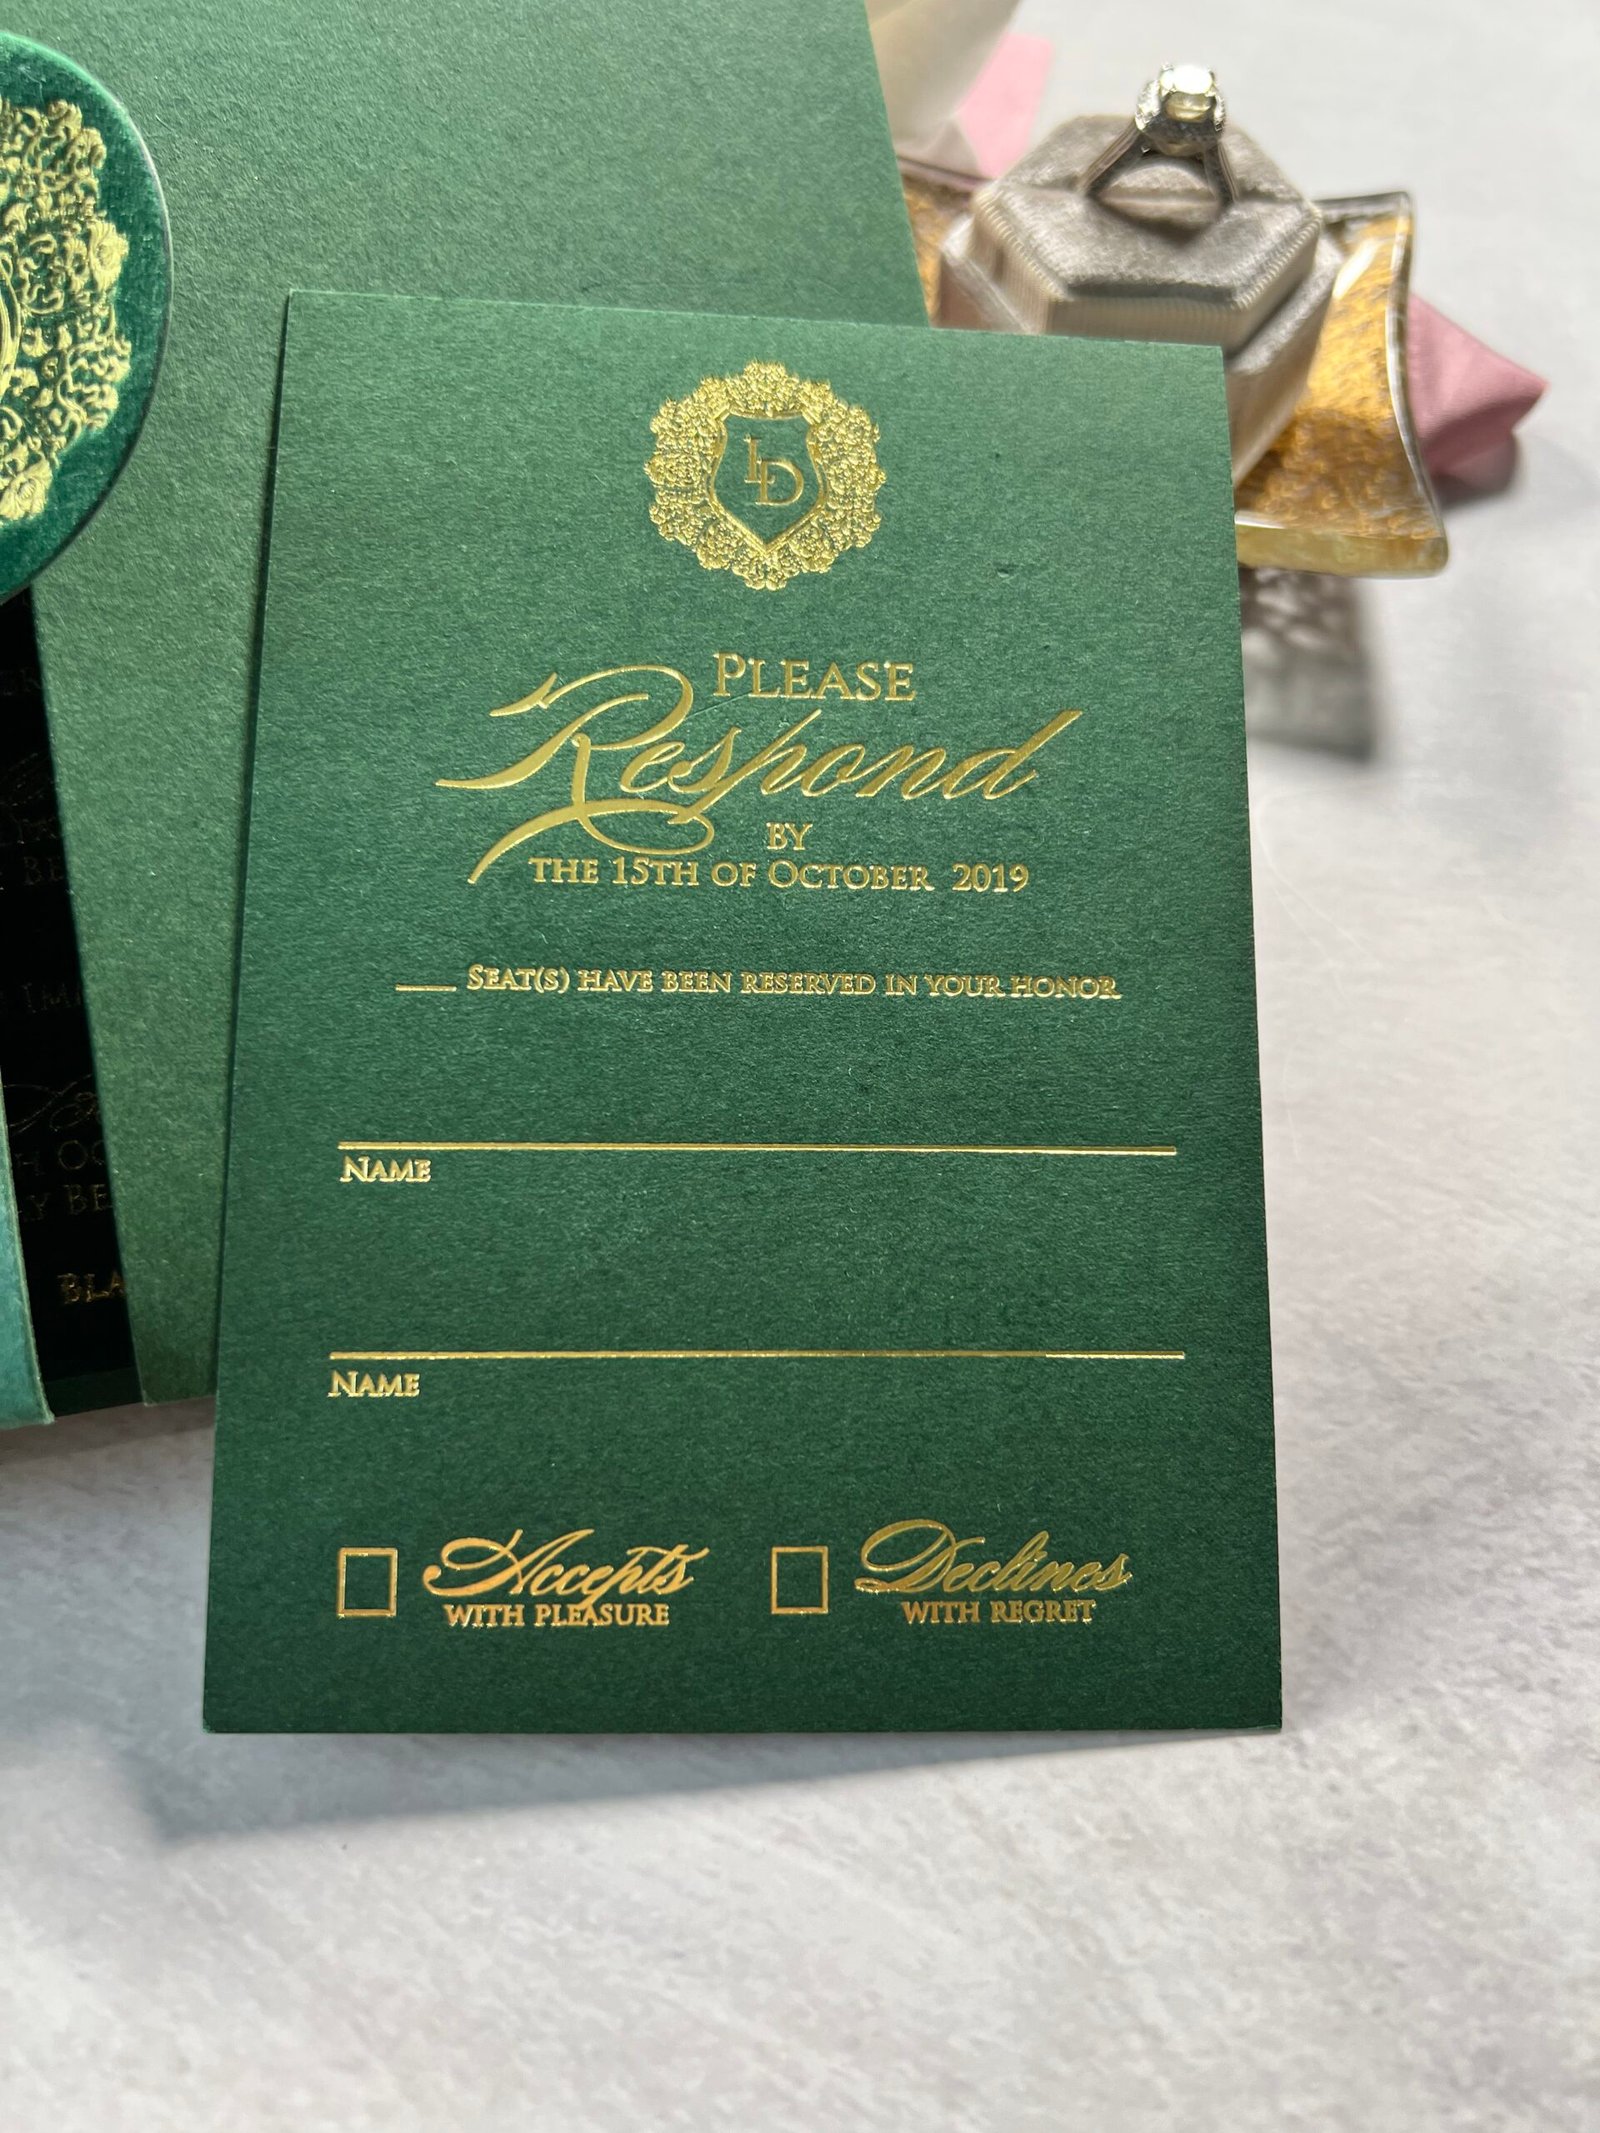 LD
PLEASE
Respond
BY
THE 15TH OF OCTOBER 2019
___ SEAT(S) HAVE BEEN RESERVED IN YOUR HONOR
NAME
NAME
Accepts
WITH PLEASURE
Declines
WITH REGRET